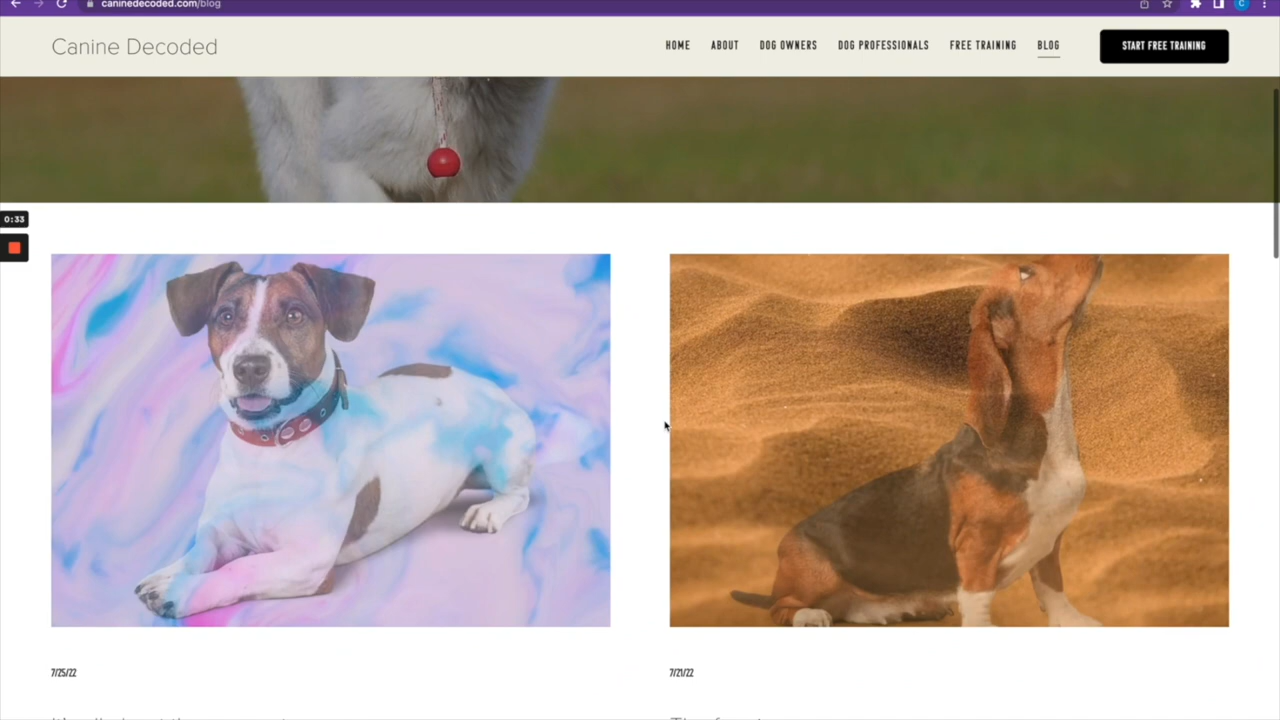 caninedecoded.com/blog
C
Canine Decoded
HOME
ABOUT
DOG OWNERS
DOG PROFESSIONALS
FREE TRAINING
BLOG
START FREE TRAINING
0:33
7/25/22
7/21/22